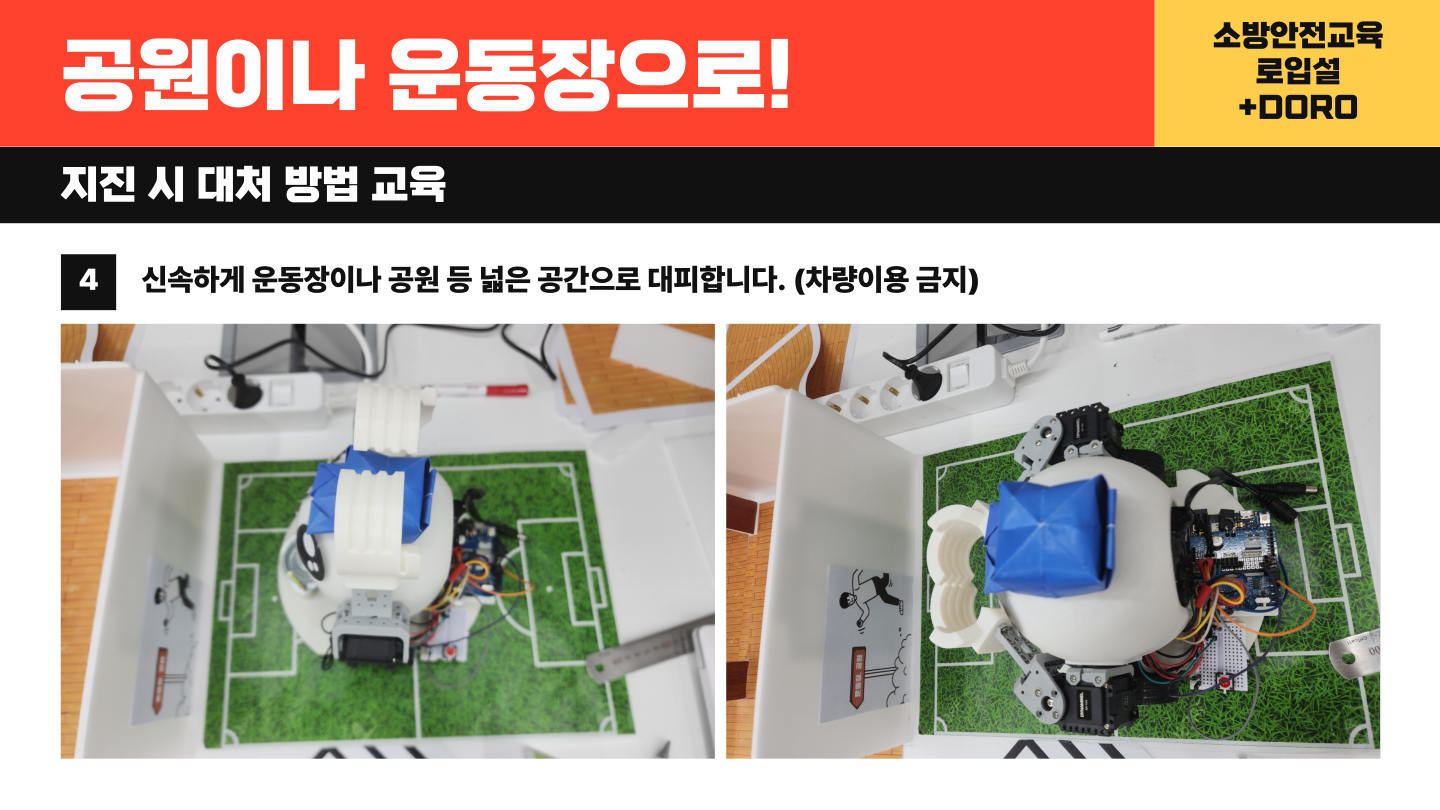 공원이나 운동장으로!
소방안전교육
로입설
+DORO
지진 시 대처 방법 교육
4 신속하게 운동장이나 공원 등 넓은 공간으로 대피합니다. (차량이용 금지)